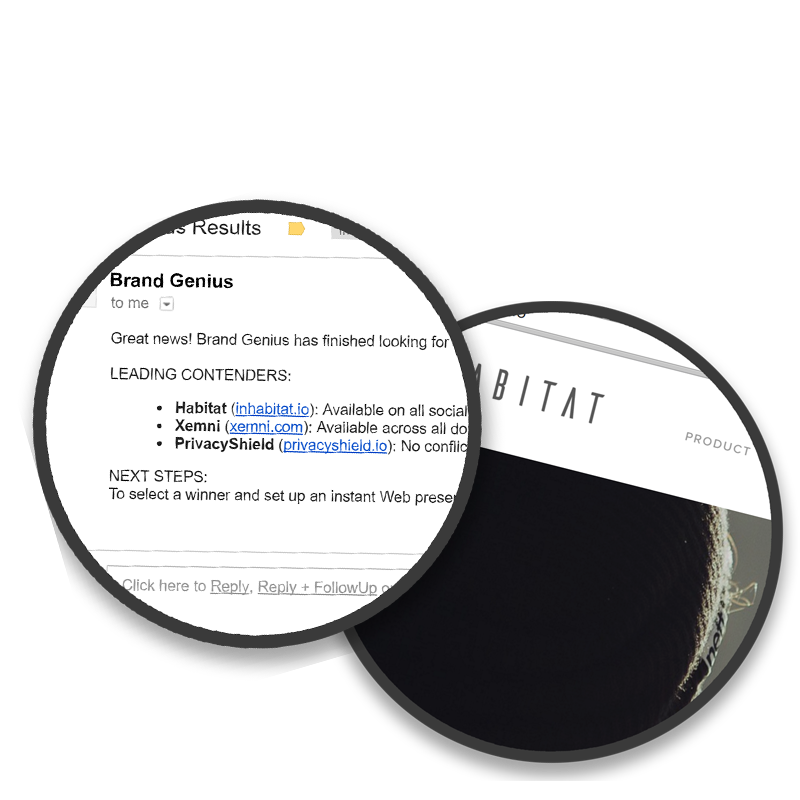 Results
Brand Genius
to me
Great news! Brand Genius has finished looking for
LEADING CONTENDERS:
• Habitat (inhabitat.io): Available on all social
• Xemni (xemni.com): Available across all do
• PrivacyShield (privacyshield.io): No conflic
NEXT STEPS:
To select a winner and set up an instant Web presen
Click here to Reply, Reply + FollowUp o
ABITAT
PRODUCT